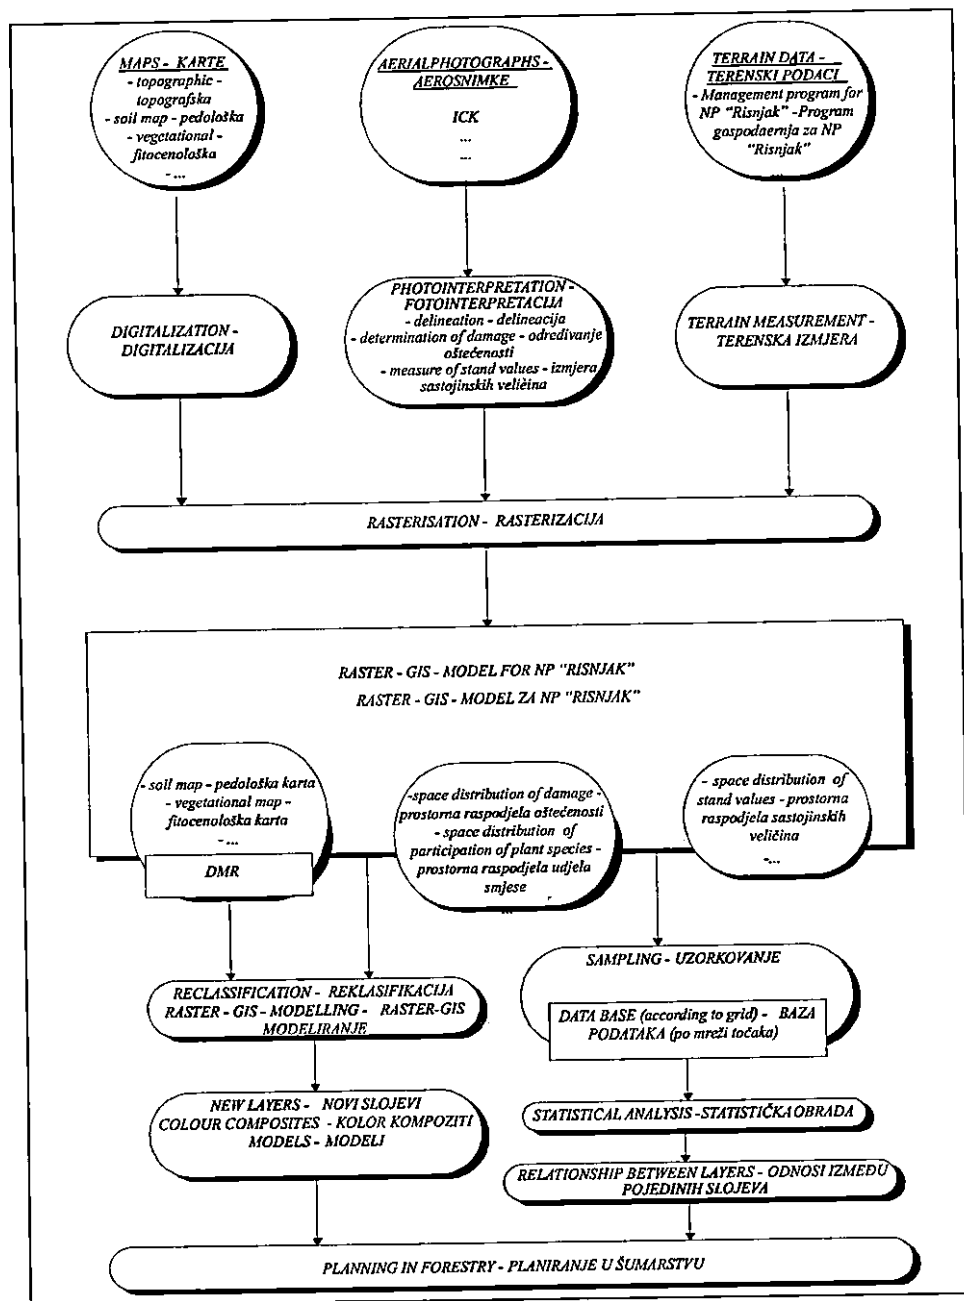 MAPS - KARTE
- topographic -
topografska
- soil map - pedološka
- vegetational -
fitocenološka
- ...
AERIALPHOTOGRAPHS -
AEROSNIMKE
ICK
...
...
TERRAIN DATA -
TERENSKI PODACI
- Management program for
NP "Risnjak" -Program
gospodaernja za NP
"Risnjak"
...
DIGITALIZATION -
DIGITALIZACIJA
PHOTOINTERPRETATION -
FOTOINTERPRETACIJA
- delineation - delineacija
- determination of damage - određivanje
oštećenosti
- measure of stand values - izmjera
sastojinskih veličina
TERRAIN MEASUREMENT -
TERENSKA IZMJERA
RASTERISATION - RASTERIZACIJA
RASTER - GIS - MODEL FOR NP "RISNJAK"
RASTER - GIS - MODEL ZA NP "RISNJAK"
- soil map - pedološka karta
- vegetational map -
fitocenološka karta
- ...
DMR
-space distribution of damage -
prostorna raspodjela oštećenosti
- space distribution of
participation of plant species -
prostorna raspodjela udjela
smjese
...
- space distribution of
stand values - prostorna
raspodjela sastojinskih
veličina
-...
RECLASSIFICATION - REKLASIFIKACIJA
RASTER - GIS - MODELLING - RASTER-GIS
MODELIRANJE
SAMPLING - UZORKOVANJE
DATA BASE (according to grid) - BAZA
PODATAKA (po mreži točaka)
NEW LAYERS - NOVI SLOJEVI
COLOUR COMPOSITES - KOLOR KOMPOZITI
MODELS - MODELI
STATISTICAL ANALYSIS -STATISTIČKA OBRADA
RELATIONSHIP BETWEEN LAYERS - ODNOSI IZMEĐU
POJEDINIH SLOJEVA
PLANNING IN FORESTRY - PLANIRANJE U ŠUMARSTVU